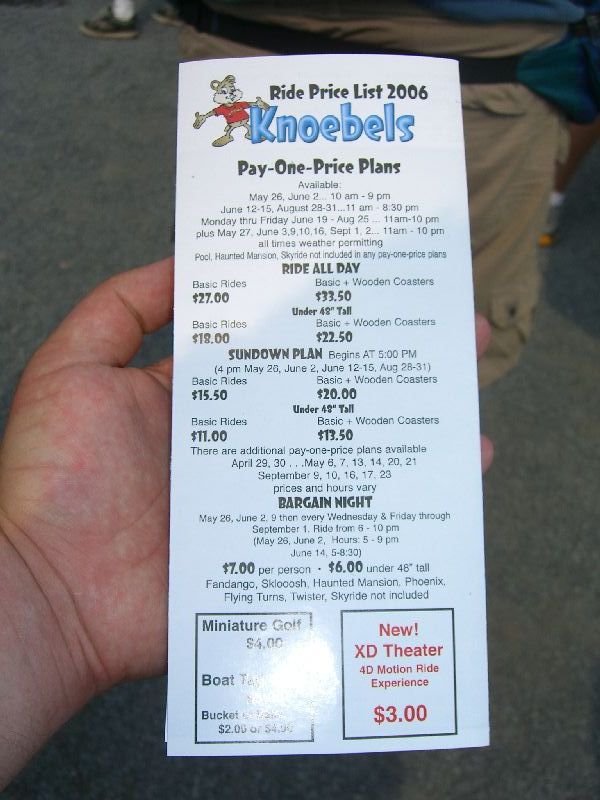 Ride Price List 2006
Knoebels
Pay-One-Price Plans
Available:
May 26, June 2... 10 am - 9 pm
June 12-15, August 28-31...11 am - 8:30 pm
Monday thru Friday June 19 - Aug 25 ... 11am-10 pm
plus May 27, June 3,9,10,16, Sept 1, 2... 11am - 10 pm
all times weather permitting
Pool, Haunted Mansion, Skyride not included in any pay-one-price plans
RIDE ALL DAY
Basic Rides Basic + Wooden Coasters
$27.00 $33.50
Under 48" Tall
Basic Rides Basic + Wooden Coasters
$18.00 $22.50
SUNDOWN PLAN Begins AT 5:00 PM
(4 pm May 26, June 2, June 12-15, Aug 28-31)
Basic Rides Basic + Wooden Coasters
$15.50 $20.00
Under 48" Tall
Basic Rides Basic + Wooden Coasters
$11.00 $13.50
There are additional pay-one-price plans available
April 29, 30 . . .May 6, 7, 13, 14, 20, 21
September 9, 10, 16, 17, 23
prices and hours vary
BARGAIN NIGHT
May 26, June 2, 9 then every Wednesday & Friday through
September 1. Ride from 6 - 10 pm
(May 26, June 2, Hours: 5 - 9 pm
June 14, 5-8:30)
$7.00 per person • $6.00 under 48" tall
Fandango, Sklooosh, Haunted Mansion, Phoenix,
Flying Turns, Twister, Skyride not included
Miniature Golf
$4.00
Boat
Bucket
$2.00 or $4.00
New!
XD Theater
4D Motion Ride
Experience
$3.00